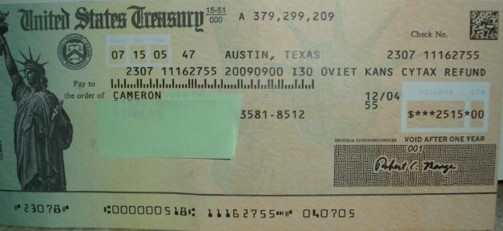 United States Treasury 15-51 000 A 379,299,209
Check No.
07 15 05 47 AUSTIN, TEXAS 2307 11162755
2307 11162755 20090900 I30 OVIET KANS CYTAX REFUND
Pay to
the order of CAMERON 12/04
3581-8512 55 $***2515*00
VOID AFTER ONE YEAR
001
⑈23078⑈ ⑆000000518⑆ 11162755⑈ 040705